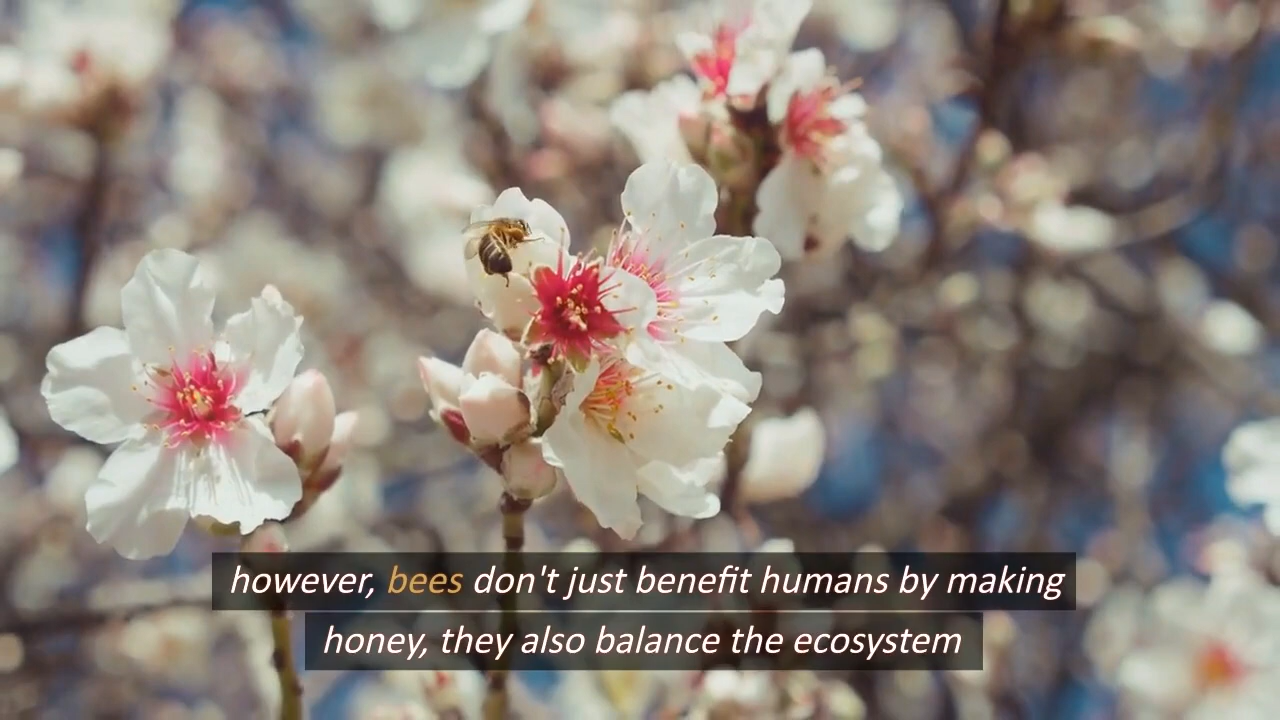 however, bees don't just benefit humans by making
honey, they also balance the ecosystem